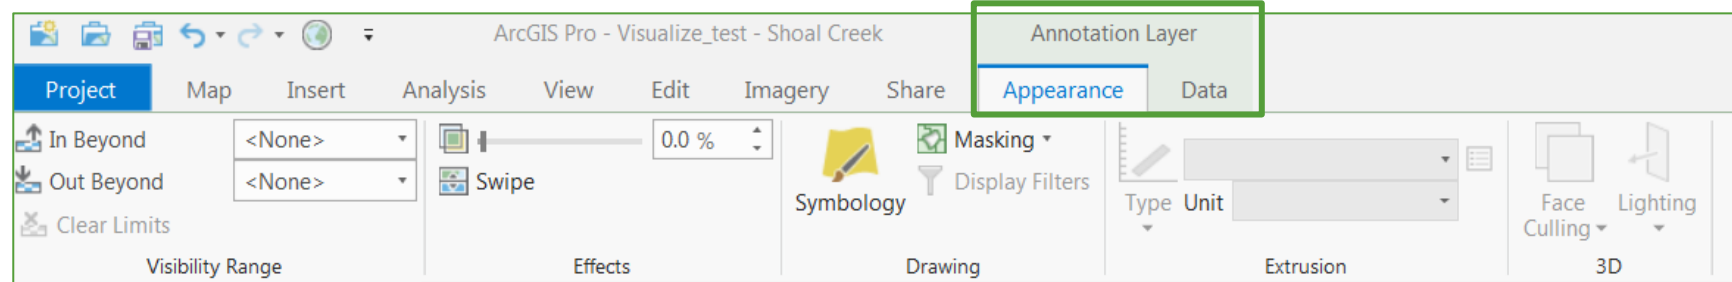 ArcGIS Pro - Visualize_test - Shoal Creek Annotation Layer
Project Map Insert Analysis View Edit Imagery Share Appearance Data
In Beyond <None> 0.0 % Masking
Out Beyond <None> Swipe Display Filters
Symbology Type Unit Face Culling Lighting
Clear Limits
Visibility Range Effects Drawing Extrusion 3D